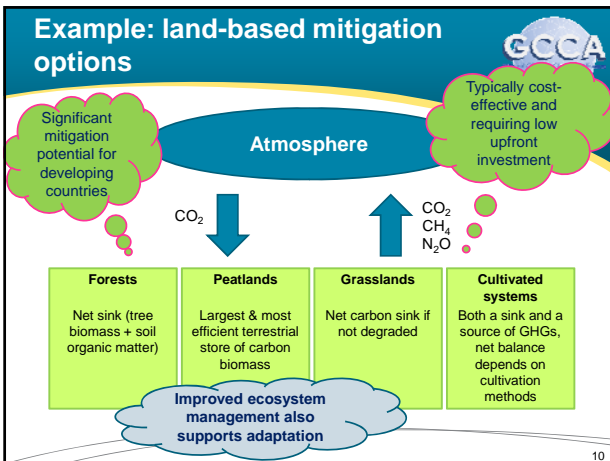 Example: land-based mitigation
options
GCCA
Significant
mitigation
potential for
developing
countries
Atmosphere
Typically cost-
effective and
requiring low
upfront
investment
CO₂
CO₂
CH₄
N₂O
Forests
Net sink (tree
biomass + soil
organic matter)
Peatlands
Largest & most
efficient terrestrial
store of carbon
biomass
Grasslands
Net carbon sink if
not degraded
Cultivated
systems
Both a sink and a
source of GHGs,
net balance
depends on
cultivation
methods
Improved ecosystem
management also
supports adaptation
10